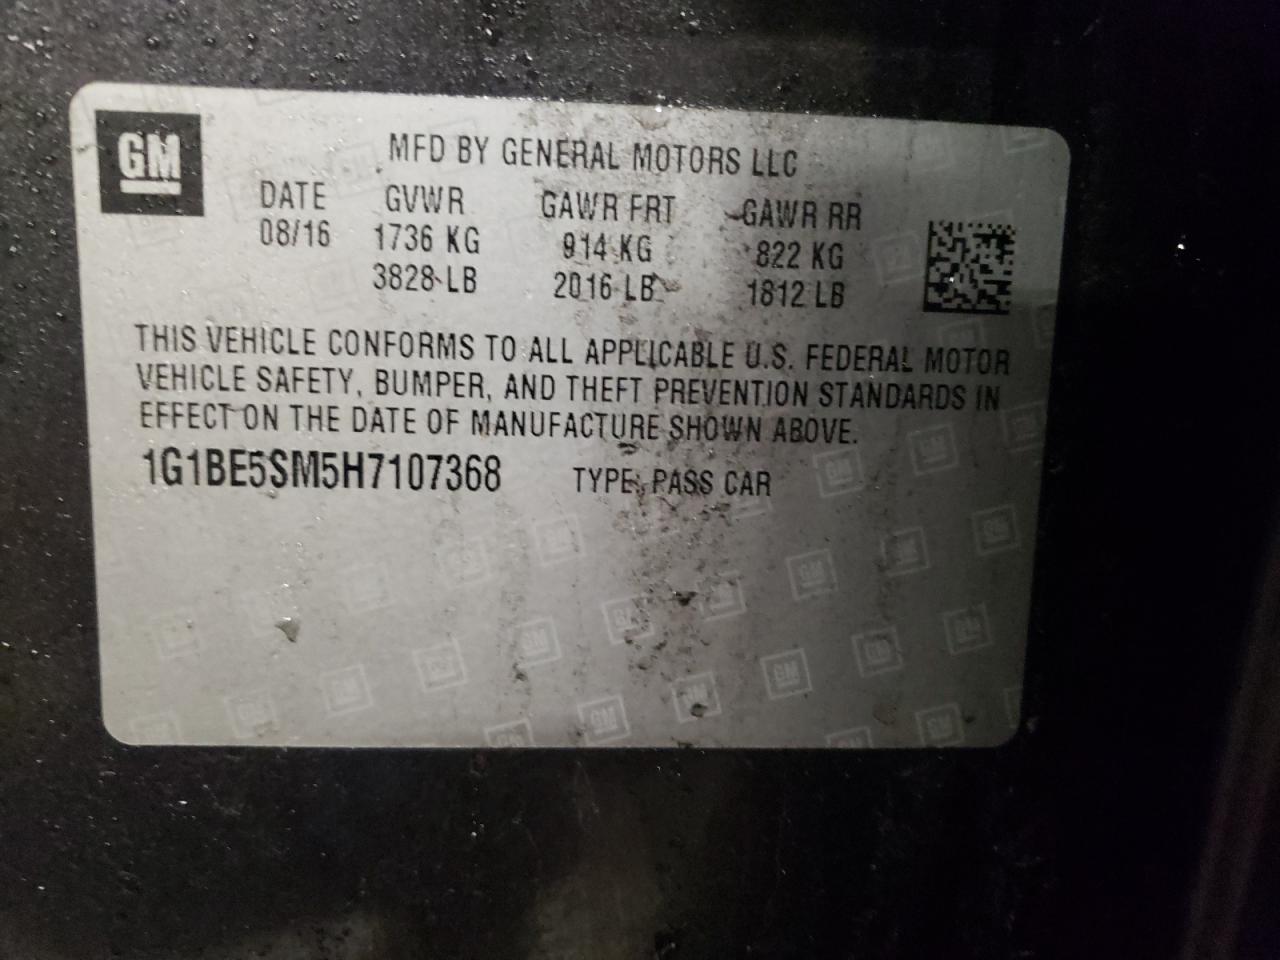 GM
MFD BY GENERAL MOTORS LLC
DATE GVWR GAWR FRT GAWR RR
08/16 1736 KG 914 KG 822 KG
3828 LB 2016 LB 1812 LB
THIS VEHICLE CONFORMS TO ALL APPLICABLE U.S. FEDERAL MOTOR
VEHICLE SAFETY, BUMPER, AND THEFT PREVENTION STANDARDS IN
EFFECT ON THE DATE OF MANUFACTURE SHOWN ABOVE.
1G1BE5SM5H7107368 TYPE: PASS CAR